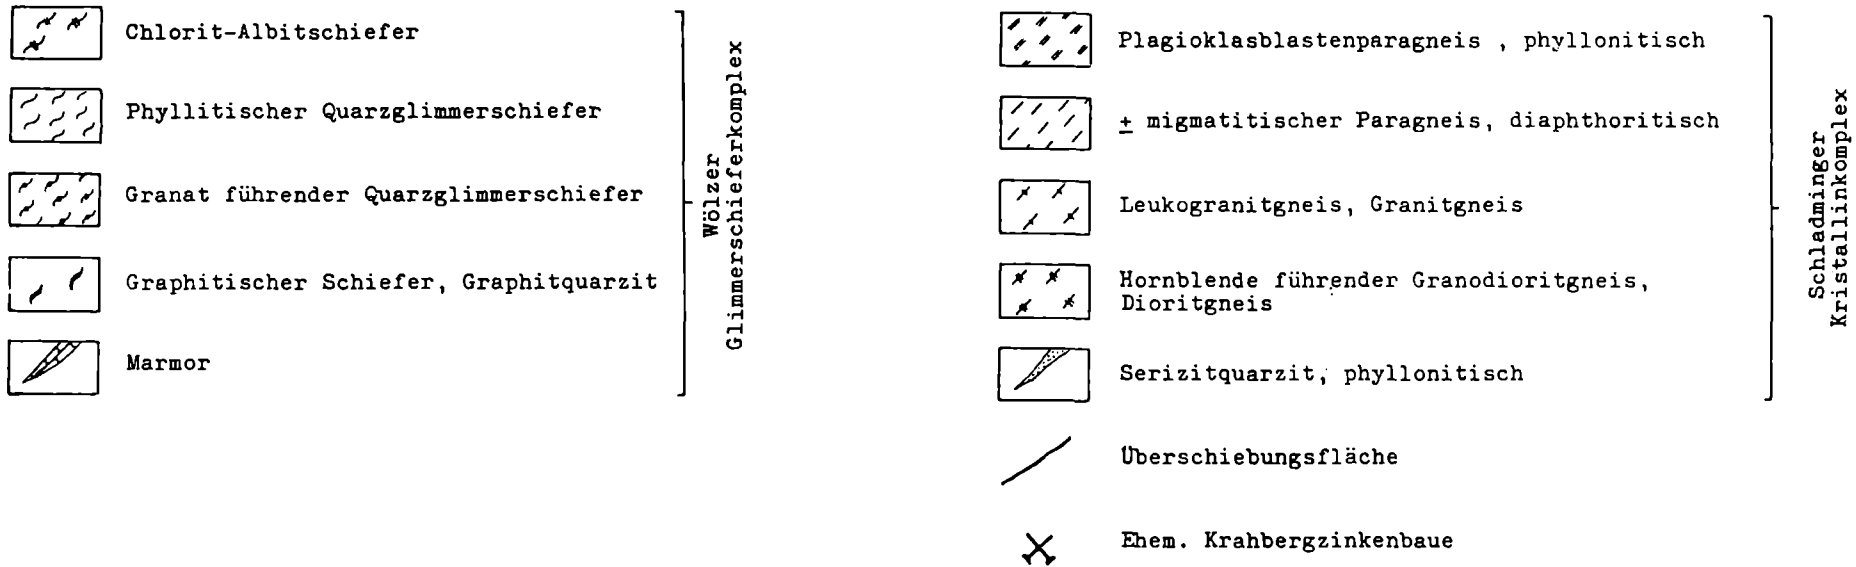 Chlorit-Albitschiefer
Phyllitischer Quarzglimmerschiefer
Granat führender Quarzglimmerschiefer
Graphitischer Schiefer, Graphitquarzit
Marmor
Wölzer
Glimmerschieferkomplex
Plagioklasblastenparagneis , phyllonitisch
± migmatitischer Paragneis, diaphthoritisch
Leukogranitgneis, Granitgneis
Hornblende führender Granodioritgneis,
Dioritgneis
Serizitquarzit, phyllonitisch
Schladminger
Kristallinkomplex
Überschiebungsfläche
Ehem. Krahbergzinkenbaue